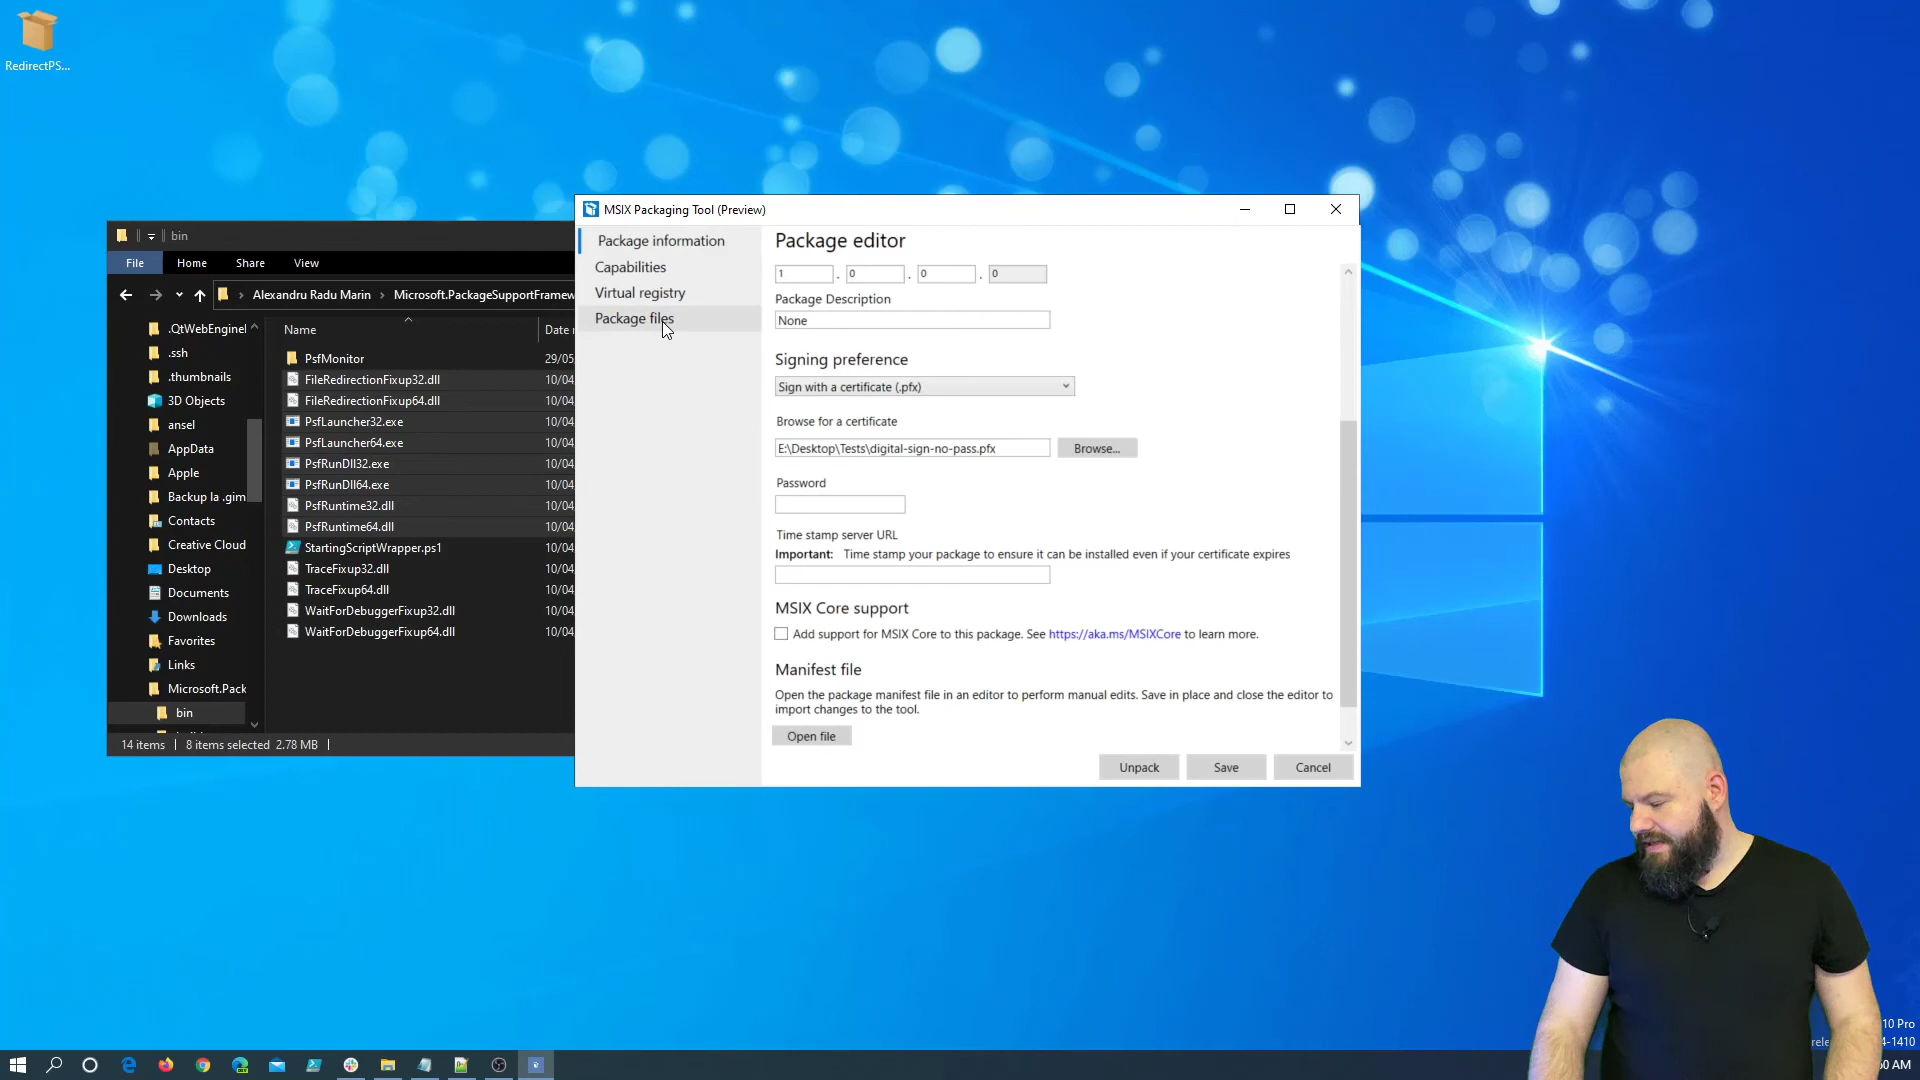 RedirectPS...
bin
File
Home
Share
View
Alexandru Radu Marin
Microsoft.PackageSupportFramew
.QtWebEnginel
.ssh
.thumbnails
3D Objects
ansel
AppData
Apple
Backup la .gim
Contacts
Creative Cloud
Desktop
Documents
Downloads
Favorites
Links
Microsoft.Pack
bin
Name
Date
PsfMonitor
29/05
FileRedirectionFixup32.dll
10/04
FileRedirectionFixup64.dll
10/04
PsfLauncher32.exe
10/04
PsfLauncher64.exe
10/04
PsfRunDll32.exe
10/04
PsfRunDll64.exe
10/04
PsfRuntime32.dll
10/04
PsfRuntime64.dll
10/04
StartingScriptWrapper.ps1
10/04
TraceFixup32.dll
10/04
TraceFixup64.dll
10/04
WaitForDebuggerFixup32.dll
10/04
WaitForDebuggerFixup64.dll
10/04
14 items
8 items selected 2.78 MB
MSIX Packaging Tool (Preview)
Package information
Capabilities
Virtual registry
Package files
Package editor
1 . 0 . 0 . 0
Package Description
None
Signing preference
Sign with a certificate (.pfx)
Browse for a certificate
E:\Desktop\Tests\digital-sign-no-pass.pfx
Browse...
Password
Time stamp server URL
Important: Time stamp your package to ensure it can be installed even if your certificate expires
MSIX Core support
Add support for MSIX Core to this package. See https://aka.ms/MSIXCore to learn more.
Manifest file
Open the package manifest file in an editor to perform manual edits. Save in place and close the editor to
import changes to the tool.
Open file
Unpack
Save
Cancel
10 Pro
4-1410
0 AM